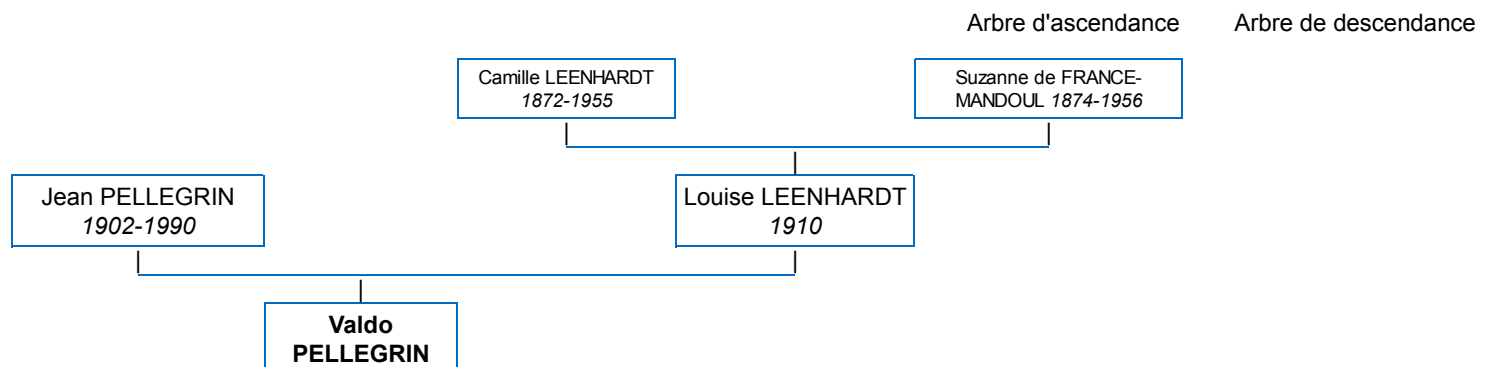 Arbre d'ascendance Arbre de descendance
Camille LEENHARDT
1872-1955
Suzanne de FRANCE-
MANDOUL 1874-1956
Jean PELLEGRIN
1902-1990
Louise LEENHARDT
1910
Valdo
PELLEGRIN